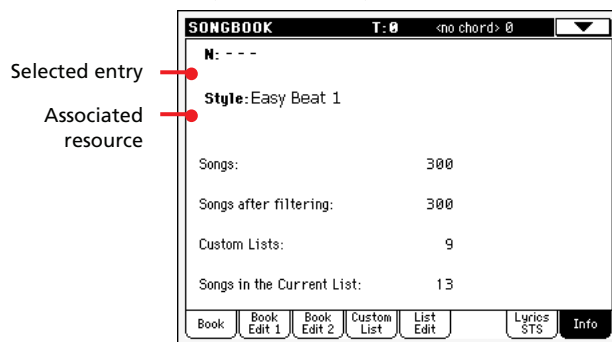 SONGBOOK T:0 <no chord> 0
N: - - -
Selected entry
Style: Easy Beat 1
Associated
resource
Songs: 300
Songs after filtering: 300
Custom Lists: 9
Songs in the Current List: 13
Book Book Edit 1 Book Edit 2 Custom List List Edit Lyrics STS Info